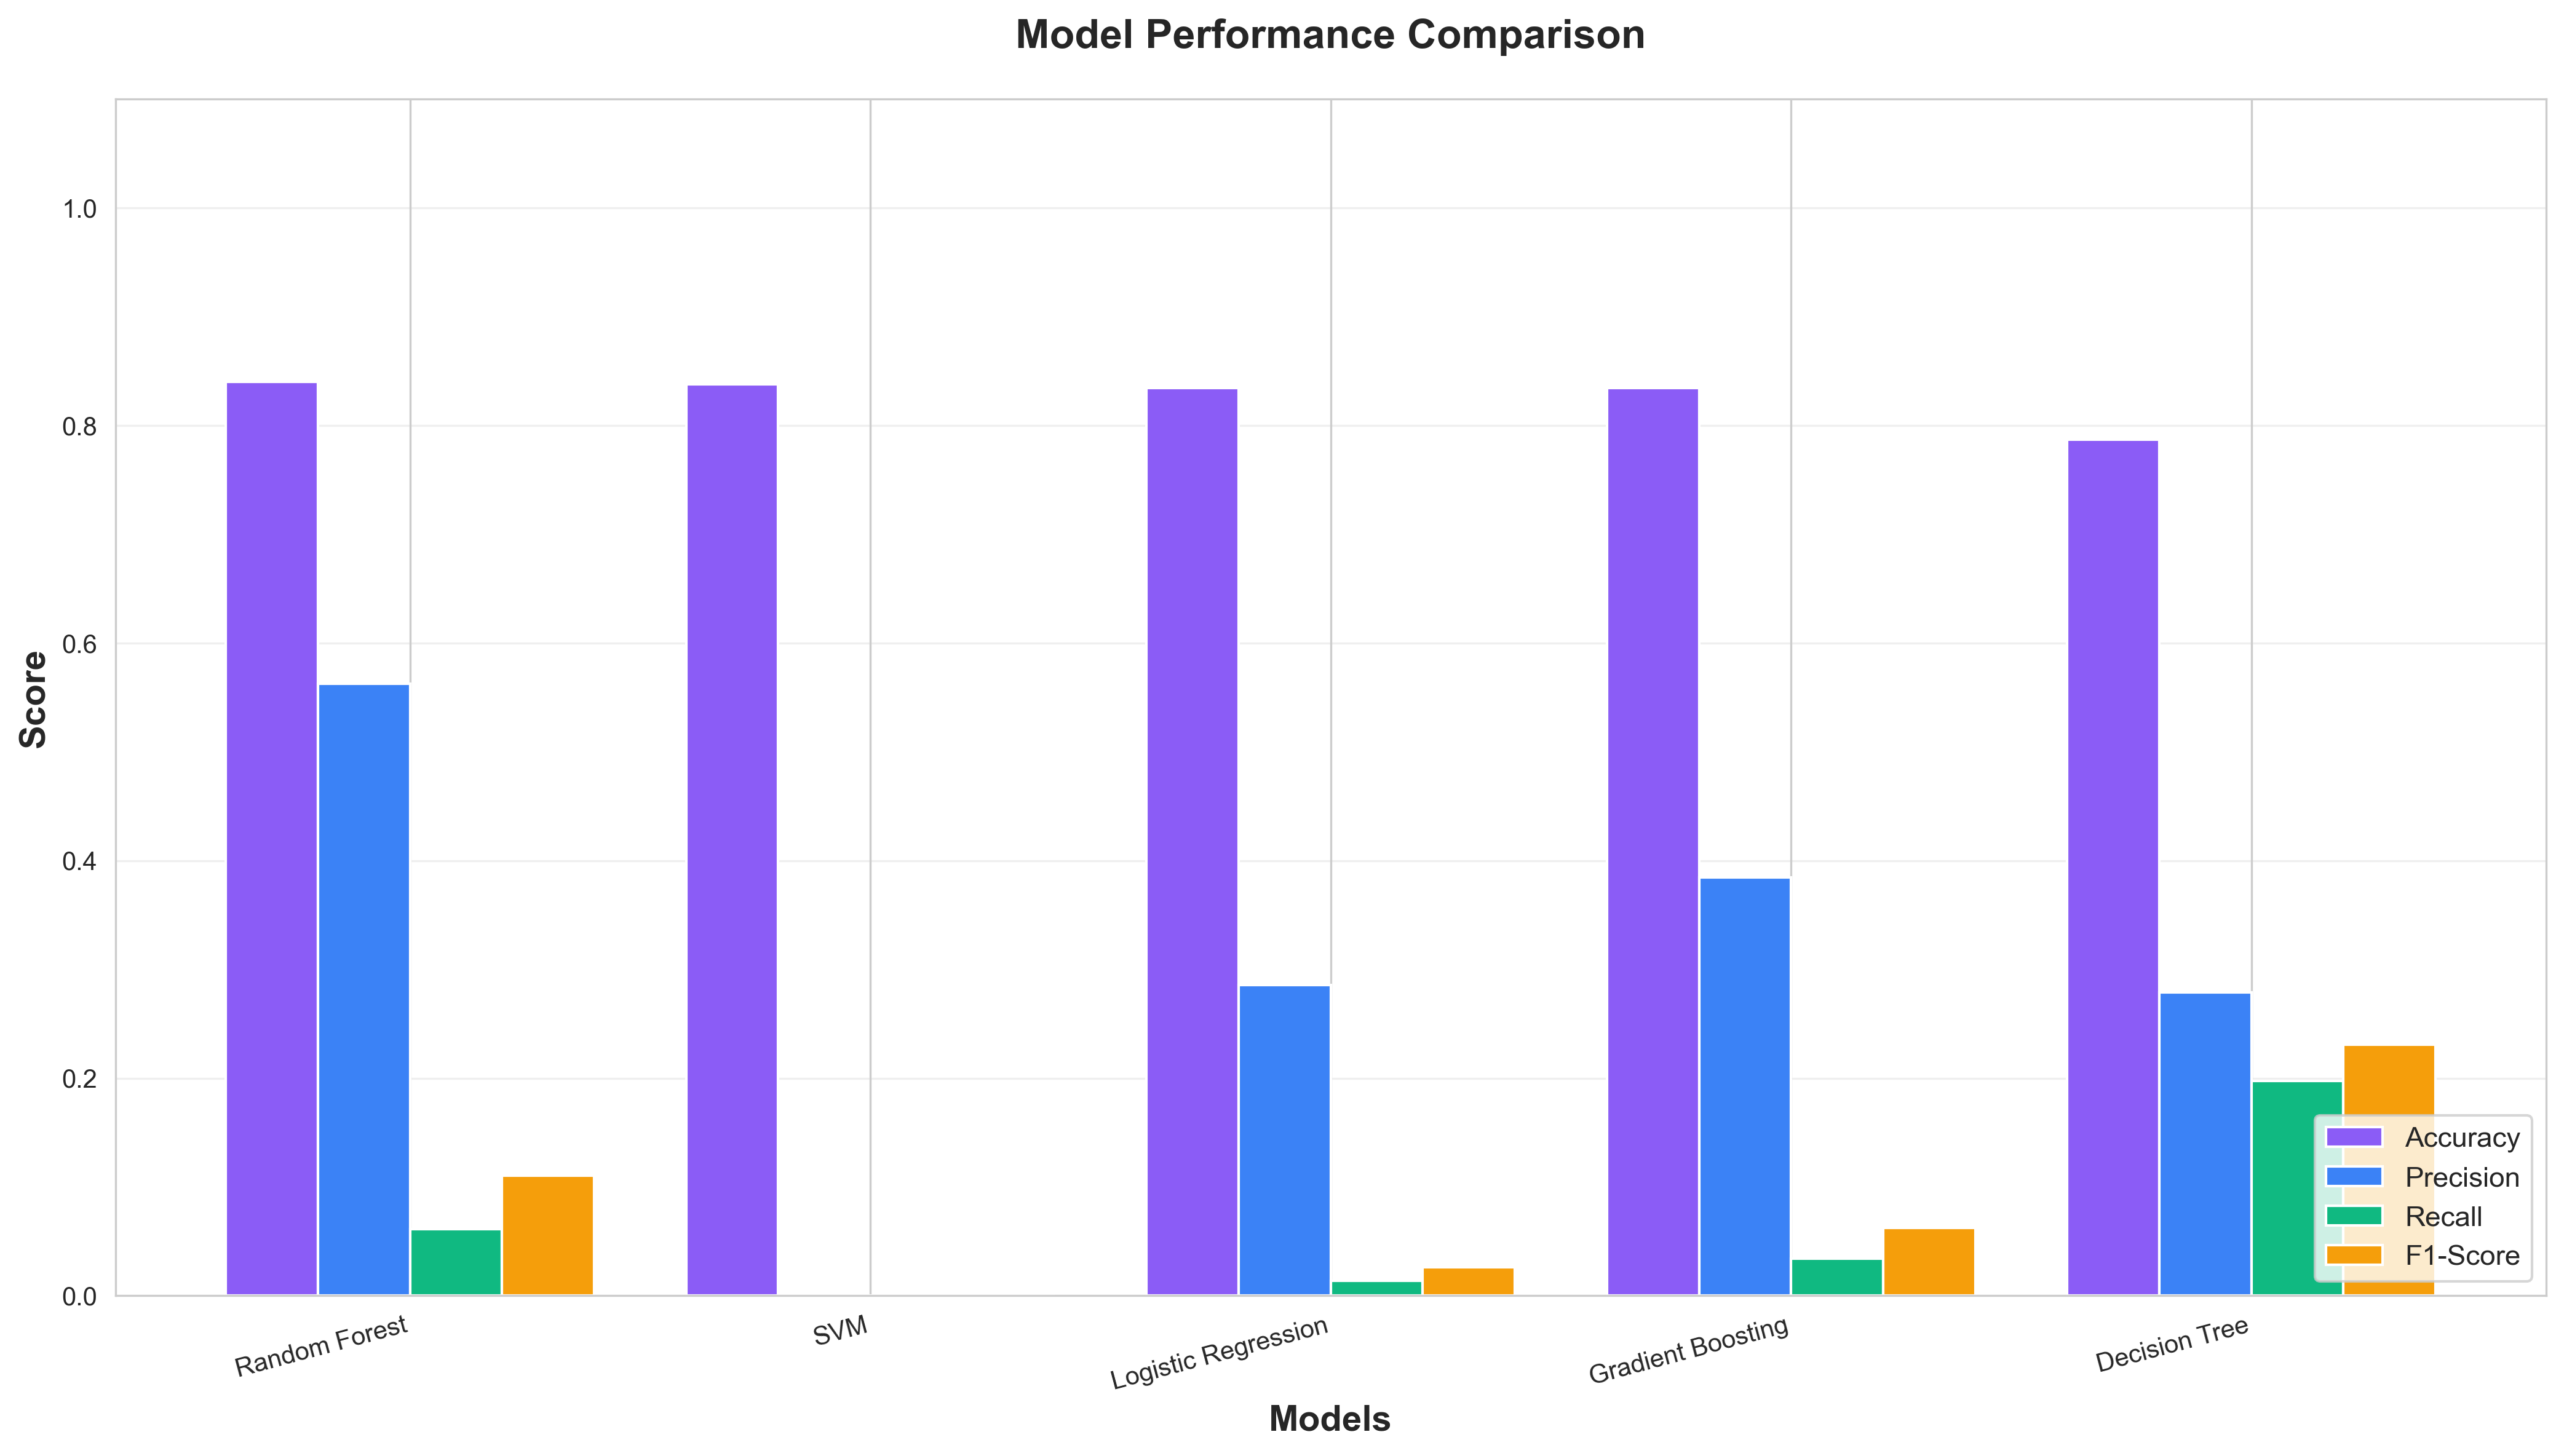 Model Performance Comparison
Score
1.0
0.8
0.6
0.4
0.2
0.0
Random Forest
SVM
Logistic Regression
Gradient Boosting
Decision Tree
Models
Accuracy
Precision
Recall
F1-Score